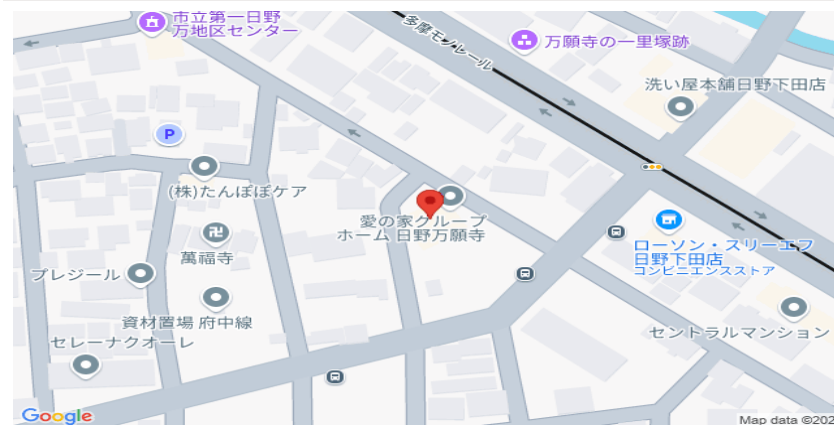 市立第一日野
万地区センター
多摩モノレール
万願寺の一里塚跡
洗い屋本舗日野下田店
P
(株)たんぽぽケア
愛の家グループ
ホーム 日野万願寺
卍
萬福寺
ローソン・スリーエフ
日野下田店
コンビニエンスストア
プレジール
資材置場 府中線
セントラルマンション
セレーナクオーレ
Google
Map data ©202